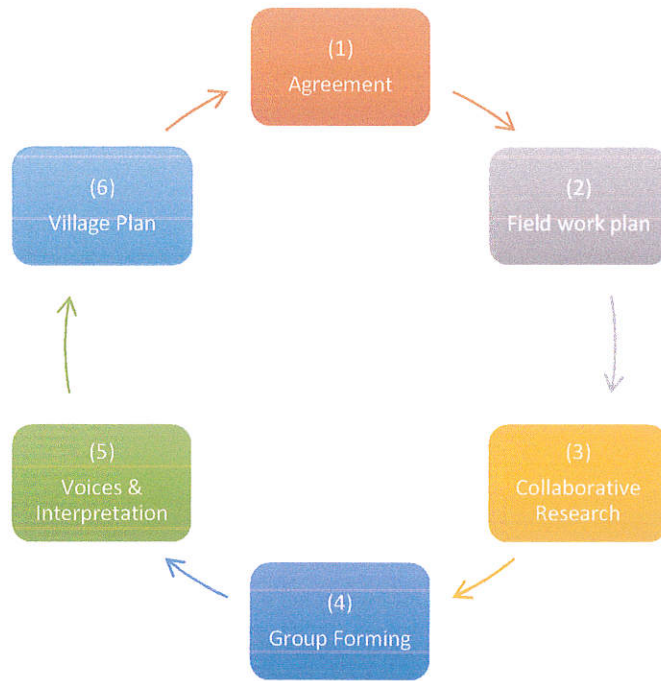 (1)
Agreement
(2)
Field work plan
(3)
Collaborative
Research
(4)
Group Forming
(5)
Voices &
Interpretation
(6)
Village Plan